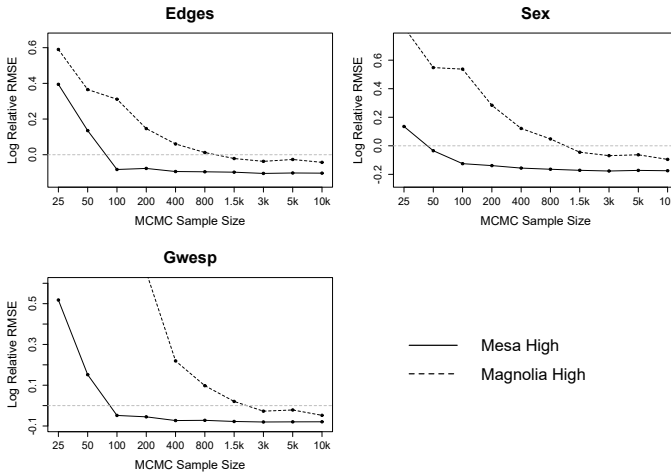 Edges
Log Relative RMSE
0.6
0.4
0.2
0.0
25 50 100 200 400 800 1.5k 3k 5k 10k
MCMC Sample Size
Sex
Log Relative RMSE
0.6
0.4
0.2
0.0
-0.2
25 50 100 200 400 800 1.5k 3k 5k 10
MCMC Sample Size
Gwesp
Log Relative RMSE
0.5
0.3
0.1
-0.1
25 50 100 200 400 800 1.5k 3k 5k 10k
MCMC Sample Size
Mesa High
Magnolia High